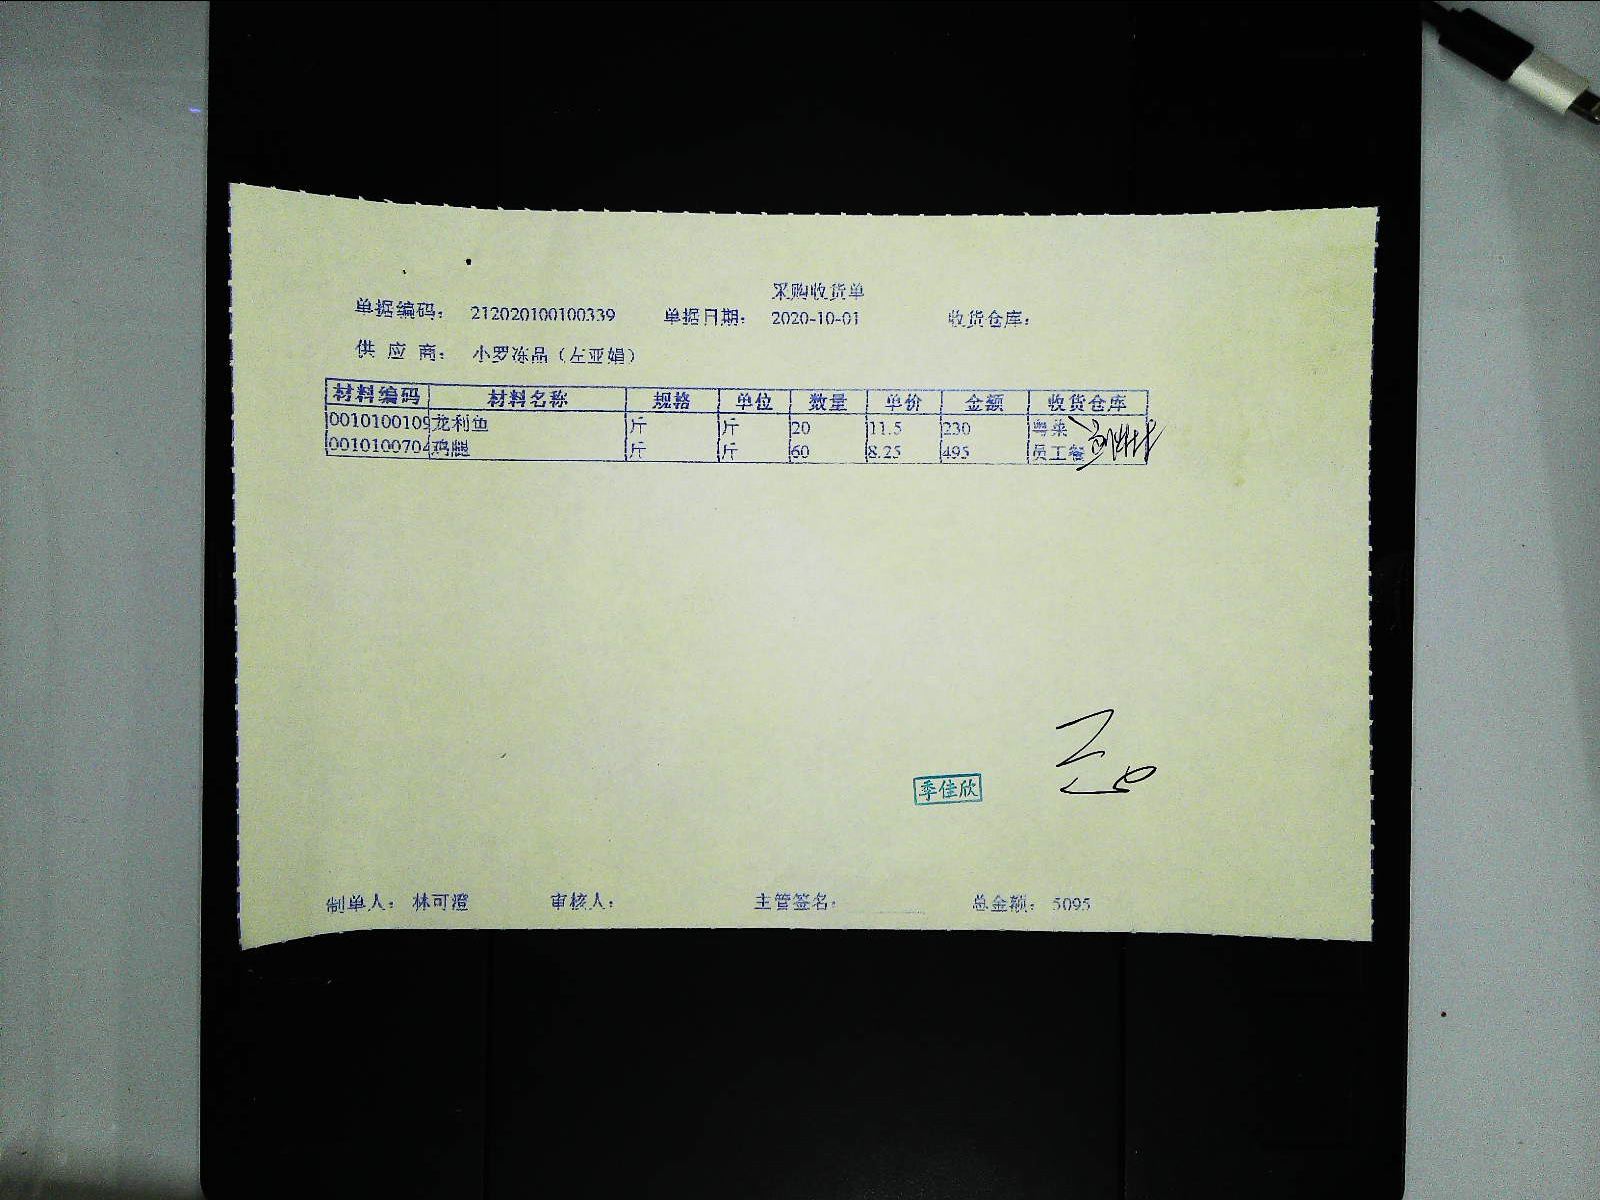 采购收货单
单据编码： 212020100100339 单据日期： 2020-10-01 收货仓库：
供 应 商： 小罗冻品（左亚娟）
材料编码 材料名称 规格 单位 数量 单价 金额 收货仓库
0010100109 龙利鱼 斤 斤 20 11.5 230 粤菜
0010100704 鸡腿 斤 斤 60 8.25 495 员工餐
季佳欣
制单人： 林可澄 审核人： 主管签名： 总金额： 5095